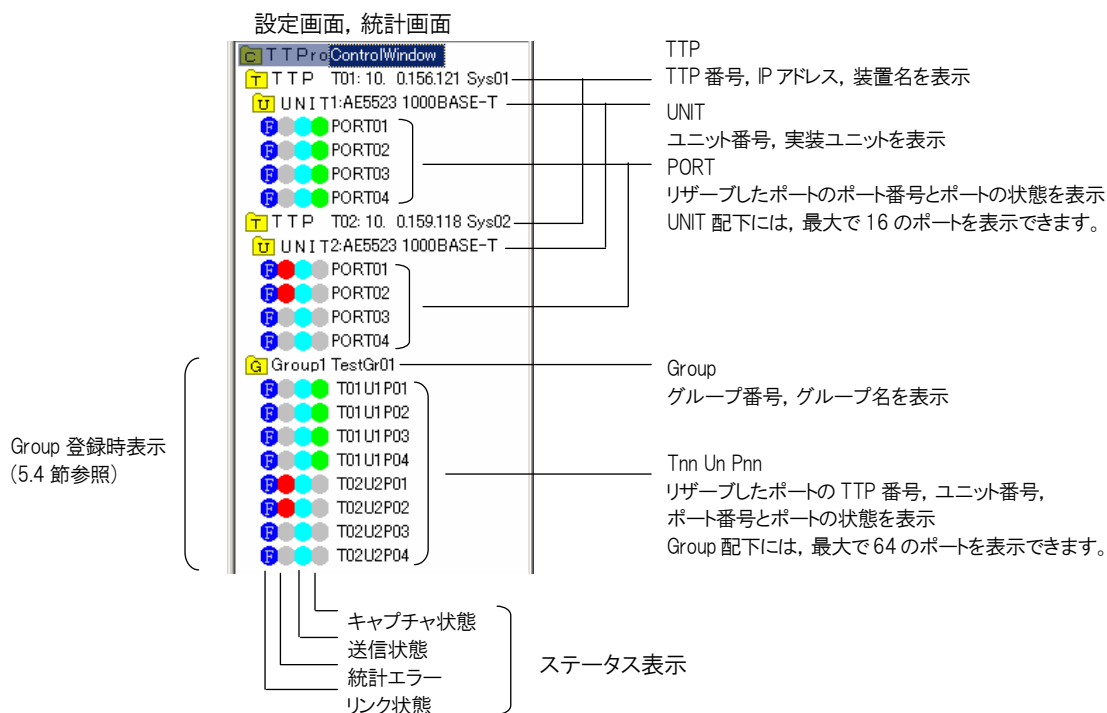 設定画面，統計画面
C TTPro ControlWindow
T TTP T01: 10. 0.156.121 Sys01
U UNIT1:AE5523 1000BASE-T
F PORT01
F PORT02
F PORT03
F PORT04
T TTP T02: 10. 0.159.118 Sys02
U UNIT2:AE5523 1000BASE-T
F PORT01
F PORT02
F PORT03
F PORT04
G Group1 TestGr01
F T01U1P01
F T01U1P02
F T01U1P03
F T01U1P04
F T02U2P01
F T02U2P02
F T02U2P03
F T02U2P04
TTP
TTP 番号，IP アドレス，装置名を表示
UNIT
ユニット番号，実装ユニットを表示
PORT
リザーブしたポートのポート番号とポートの状態を表示
UNIT 配下には，最大で 16 のポートを表示できます。
Group
グループ番号，グループ名を表示
Group 登録時表示
(5.4 節参照)
Tnn Un Pnn
リザーブしたポートの TTP 番号，ユニット番号，
ポート番号とポートの状態を表示
Group 配下には，最大で 64 のポートを表示できます。
キャプチャ状態
送信状態
統計エラー
リンク状態
ステータス表示